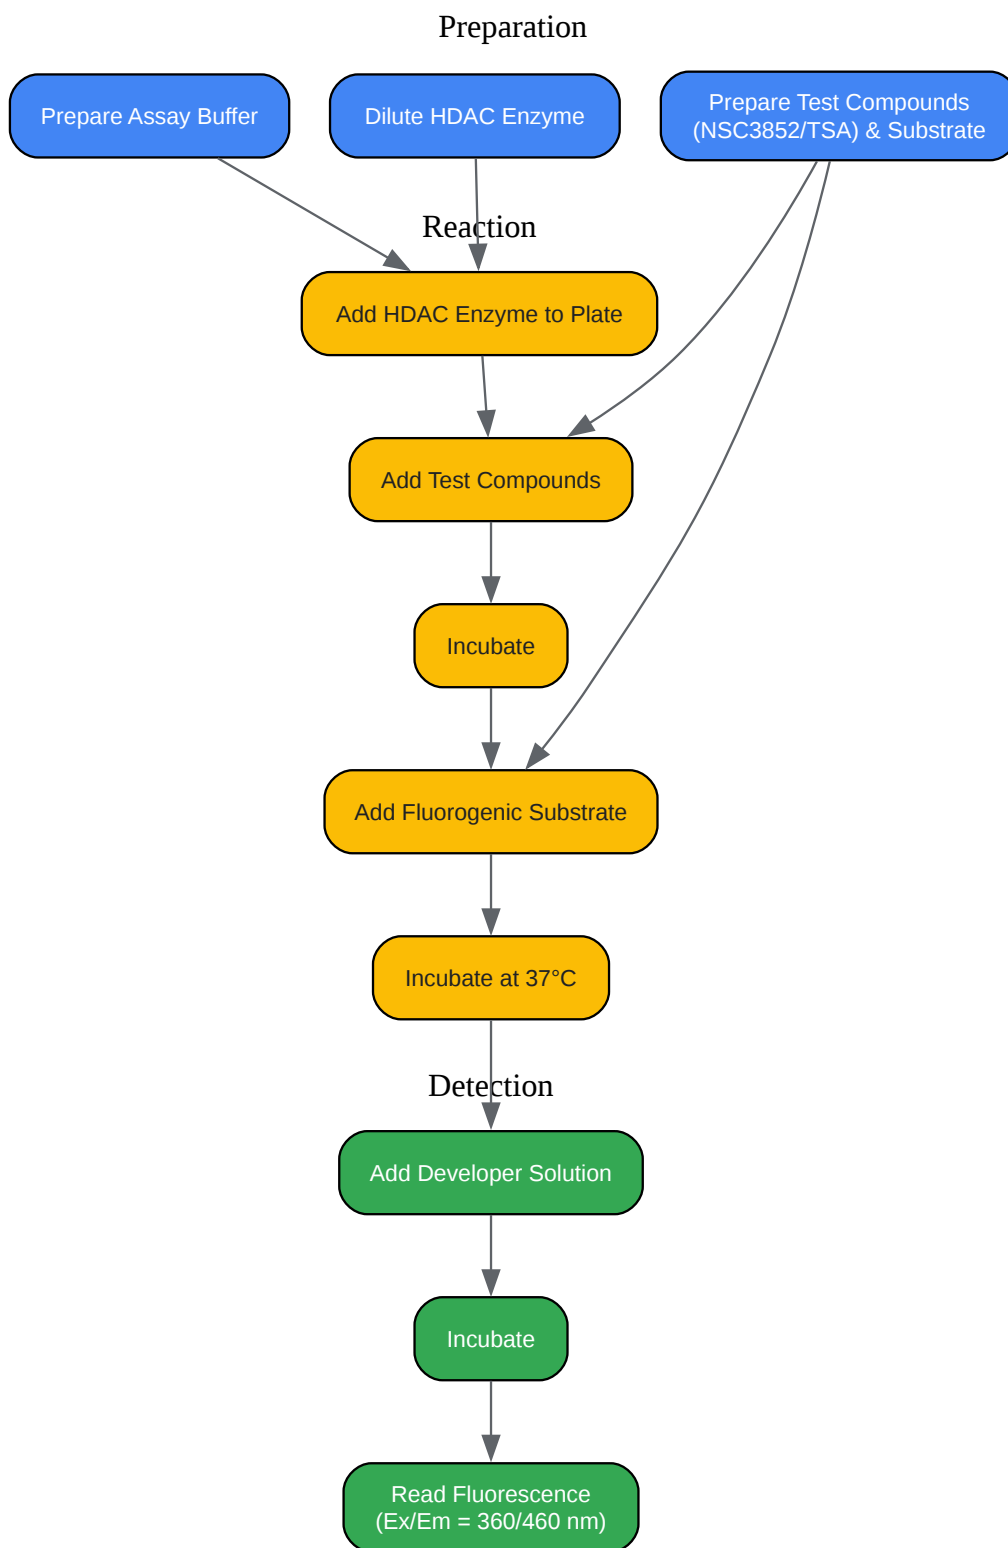 Preparation
Prepare Assay Buffer
Dilute HDAC Enzyme
Prepare Test Compounds
(NSC3852/TSA) & Substrate
Reaction
Add HDAC Enzyme to Plate
Add Test Compounds
Incubate
Add Fluorogenic Substrate
Incubate at 37°C
Detection
Add Developer Solution
Incubate
Read Fluorescence
(Ex/Em = 360/460 nm)